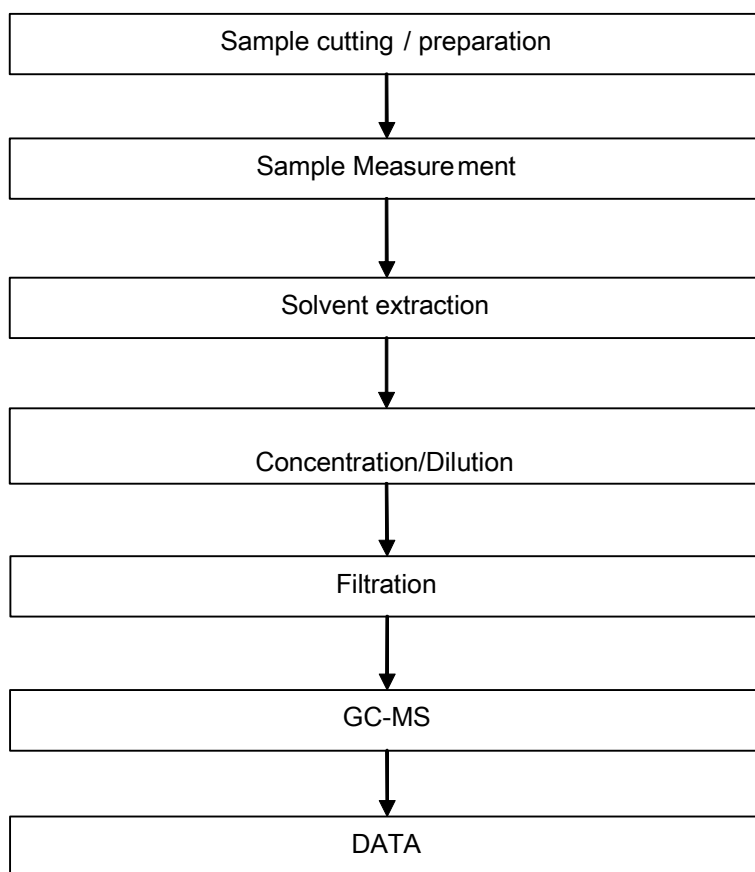 Sample cutting / preparation
Sample Measurement
Solvent extraction
Concentration/Dilution
Filtration
GC-MS
DATA